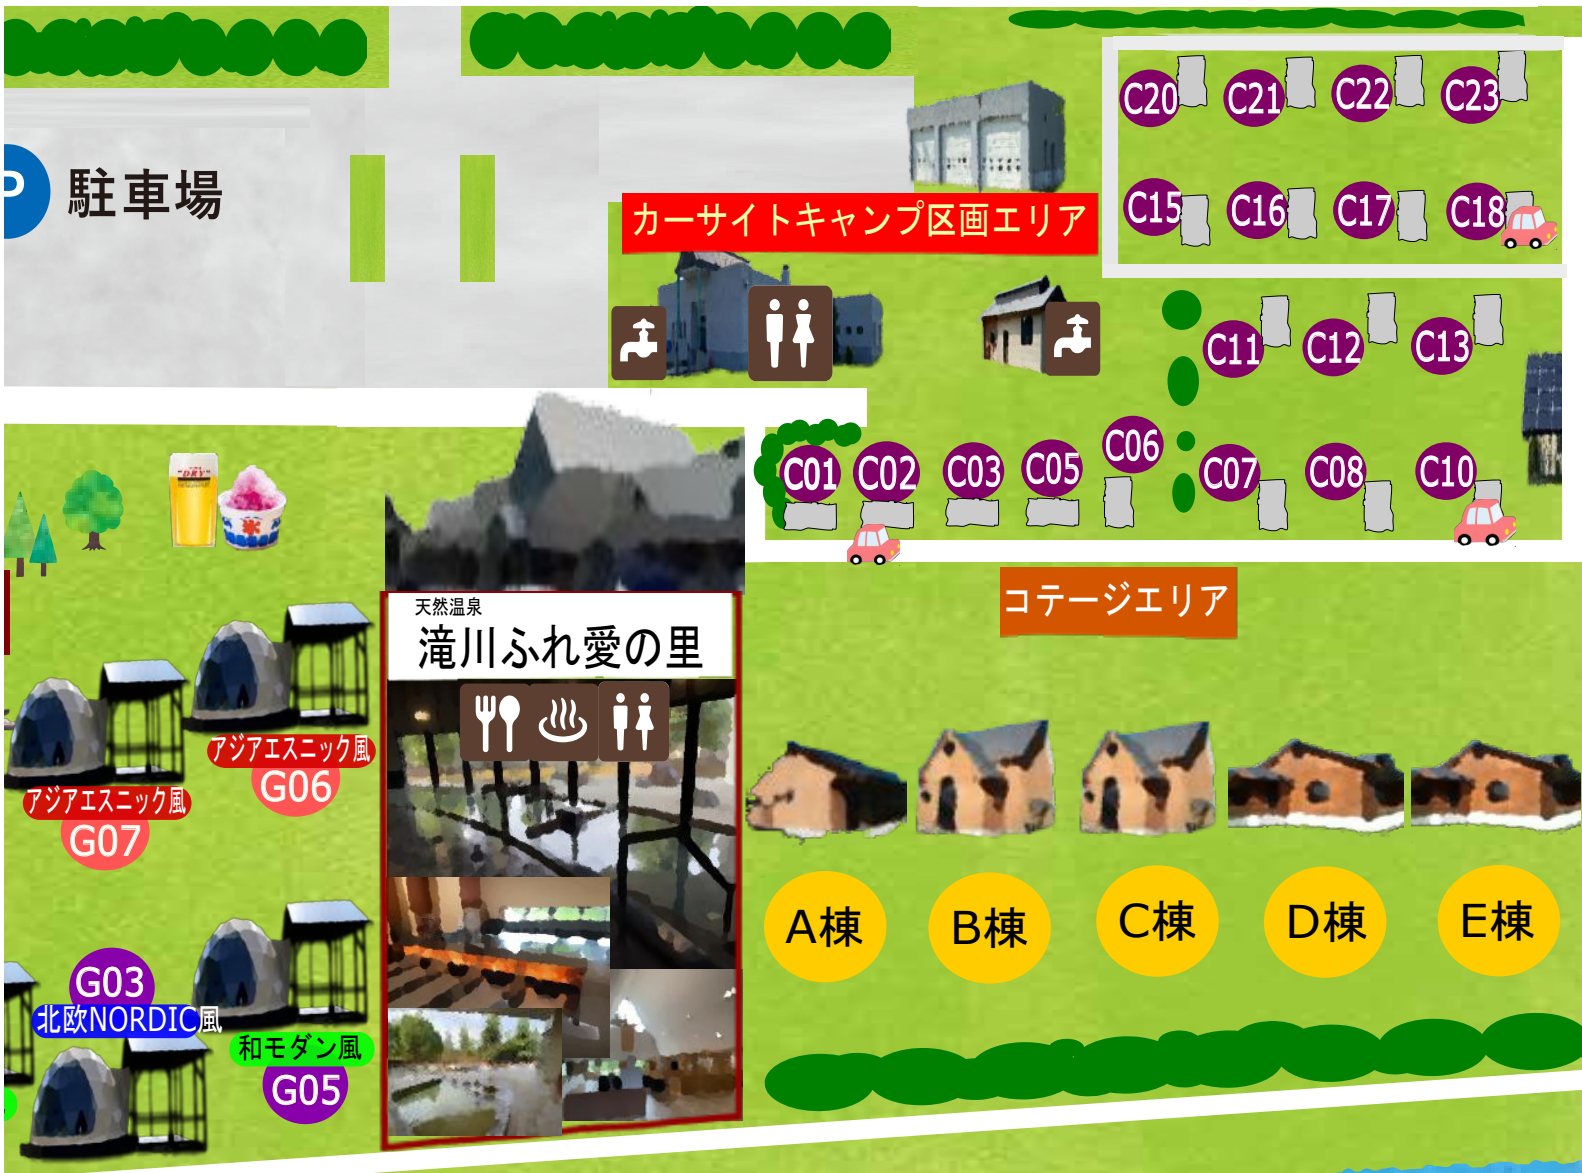 P
駐車場
カーサイトキャンプ区画エリア
C20
C21
C22
C23
C15
C16
C17
C18
C11
C12
C13
C01
C02
C03
C05
C06
C07
C08
C10
DRY
氷
コテージエリア
天然温泉
滝川ふれ愛の里
アジアエスニック風
G06
アジアエスニック風
G07
G03
北欧NORDIC風
和モダン風
G05
A棟
B棟
C棟
D棟
E棟